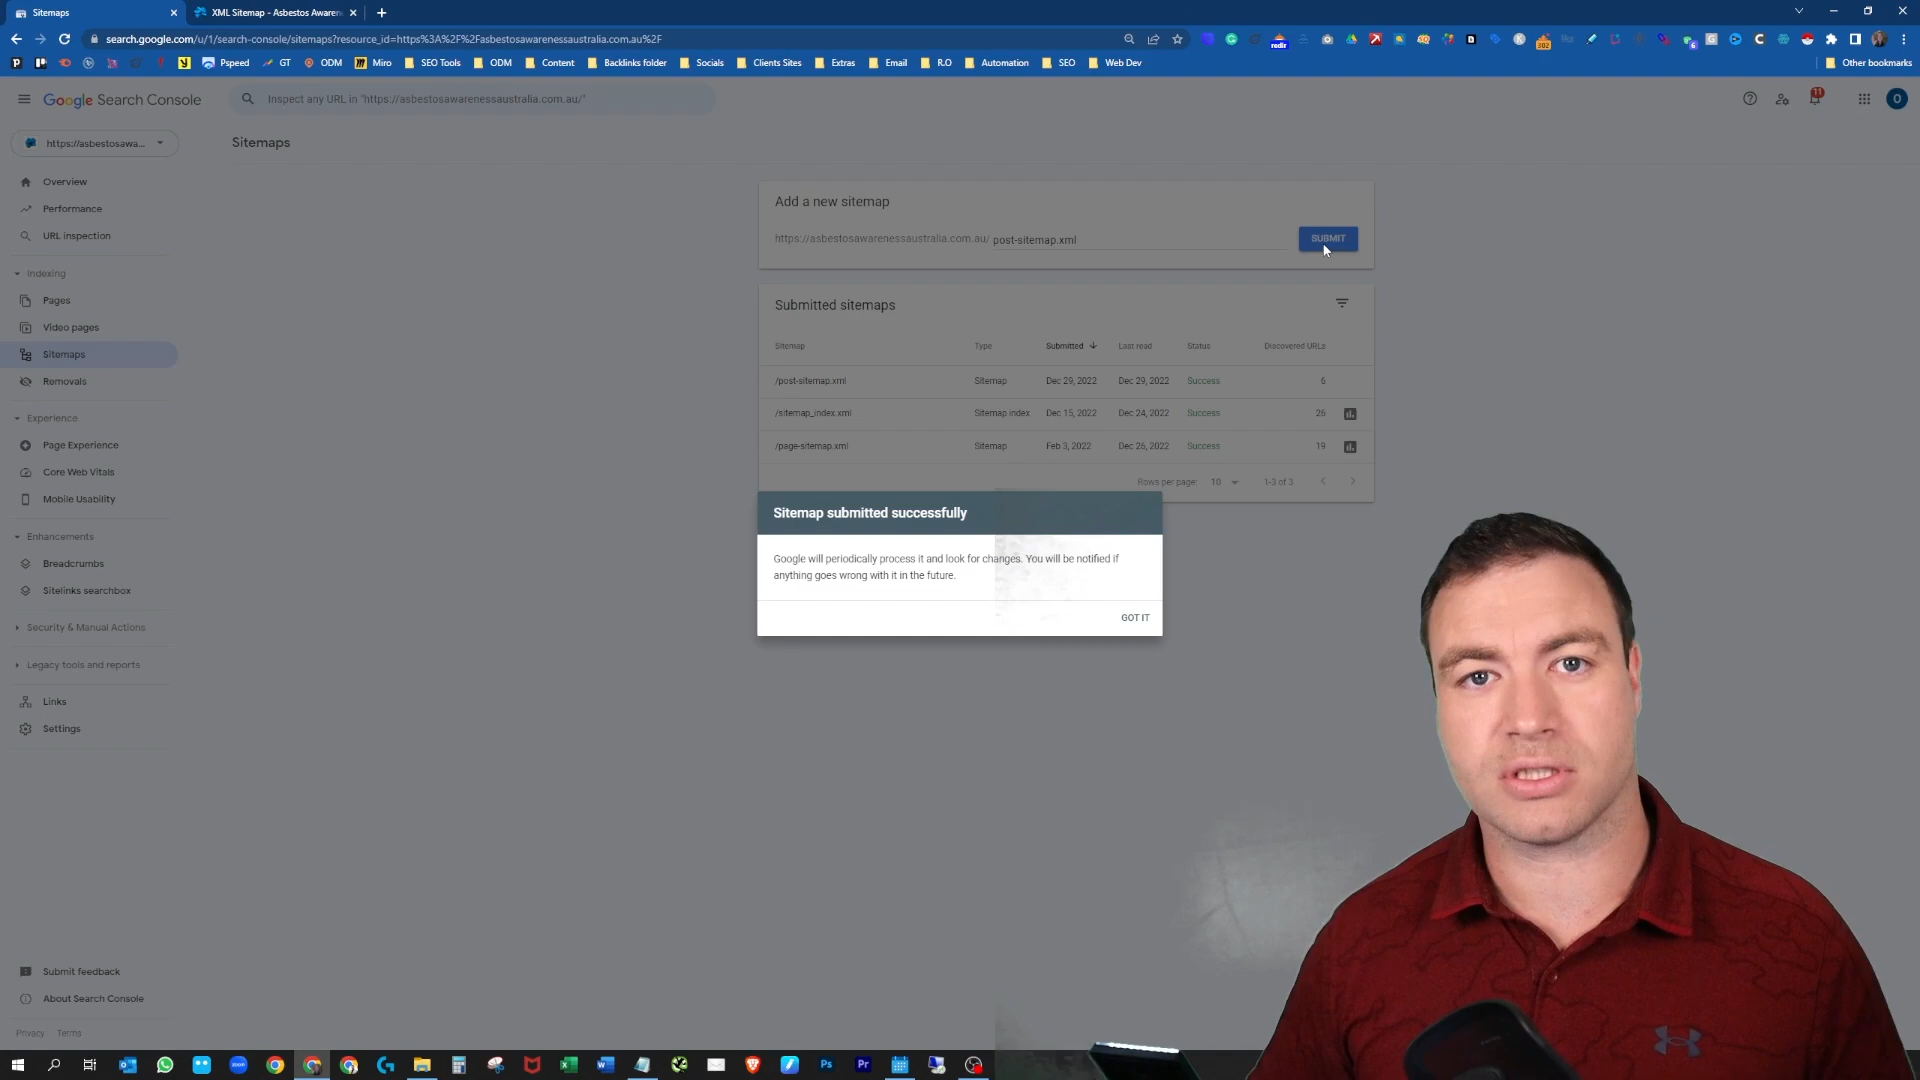 Sitemaps
XML Sitemap - Asbestos Awaren
search.google.com/u/1/search-console/sitemaps?resource_id=https%3A%2F%2Fasbestosawarenessaustralia.com.au%2F
Pspeed GT ODM Miro SEO Tools ODM Content Backlinks folder Socials Clients Sites Extras Email R.O Automation SEO Web Dev Other bookmarks
Google Search Console
Inspect any URL in "https://asbestosawarenessaustralia.com.au/"
11
O
https://asbestosawa...
Sitemaps
Overview
Performance
URL inspection
Indexing
Pages
Video pages
Sitemaps
Removals
Experience
Page Experience
Core Web Vitals
Mobile Usability
Enhancements
Breadcrumbs
Sitelinks searchbox
Security & Manual Actions
Legacy tools and reports
Links
Settings
Submit feedback
About Search Console
Privacy Terms
Add a new sitemap
https://asbestosawarenessaustralia.com.au/ post-sitemap.xml SUBMIT
Submitted sitemaps
Sitemap Type Submitted Last read Status Discovered URLs
/post-sitemap.xml Sitemap Dec 29, 2022 Dec 29, 2022 Success 6
/sitemap_index.xml Sitemap index Dec 15, 2022 Dec 24, 2022 Success 26
/page-sitemap.xml Sitemap Feb 3, 2022 Dec 26, 2022 Success 19
Rows per page: 10 1-3 of 3
Sitemap submitted successfully
Google will periodically process it and look for changes. You will be notified if
anything goes wrong with it in the future.
GOT IT
zoom
Ps
Pr